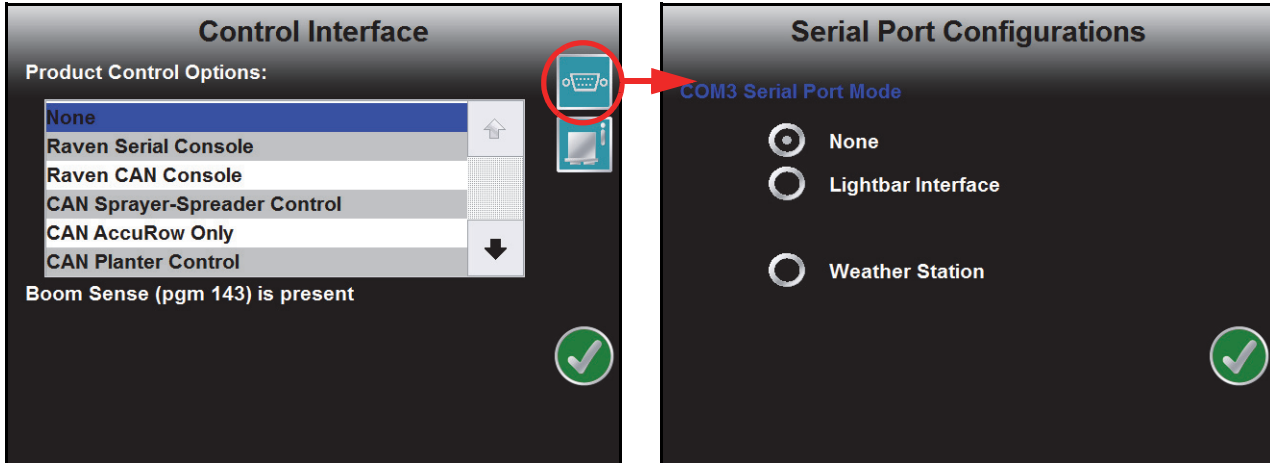 Control Interface
Product Control Options:
None
Raven Serial Console
Raven CAN Console
CAN Sprayer-Spreader Control
CAN AccuRow Only
CAN Planter Control
Boom Sense (pgm 143) is present
Serial Port Configurations
COM3 Serial Port Mode
None
Lightbar Interface
Weather Station